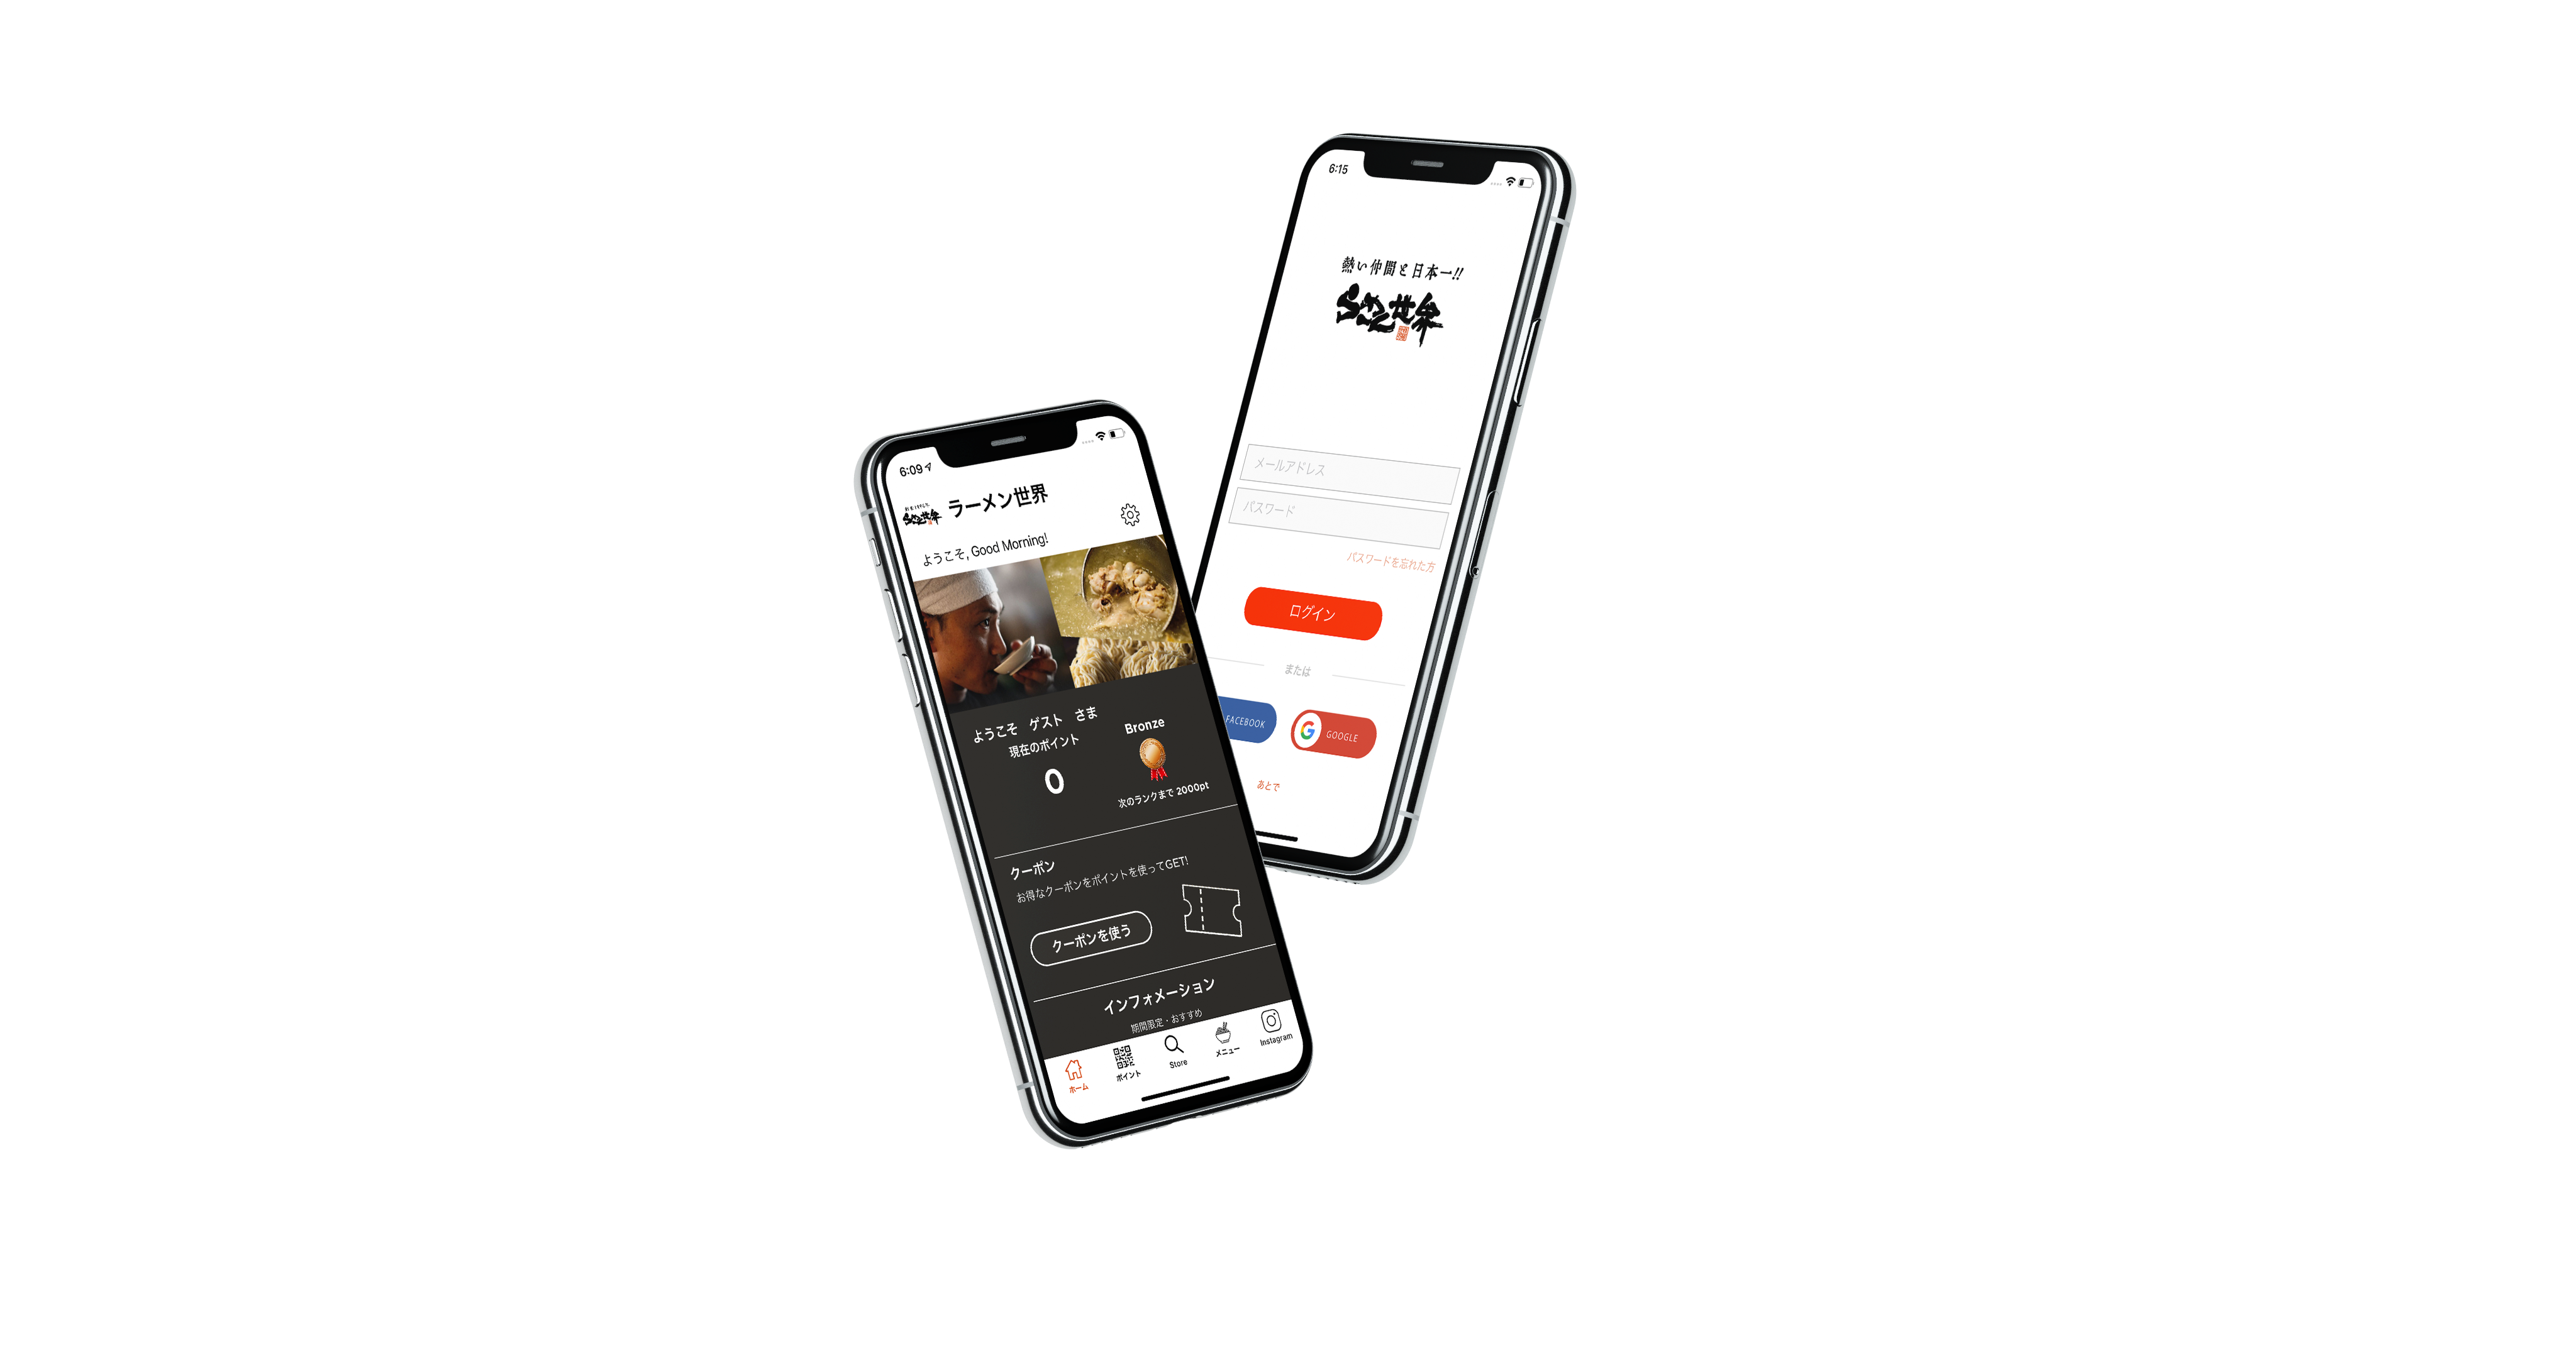 6:09
ラーメン世界
ようこそ, Good Morning!
ようこそ ゲスト さま
現在のポイント
0
Bronze
次のランクまで 2000pt
クーポン
お得なクーポンをポイントを使ってGET!
クーポンを使う
インフォメーション
期間限定・おすすめ
ホーム
ポイント
Store
メニュー
Instagram
6:15
熱い仲間と日本一!!
らぁめん世界
メールアドレス
パスワード
パスワードを忘れた方
ログイン
または
FACEBOOK
GOOGLE
あとで